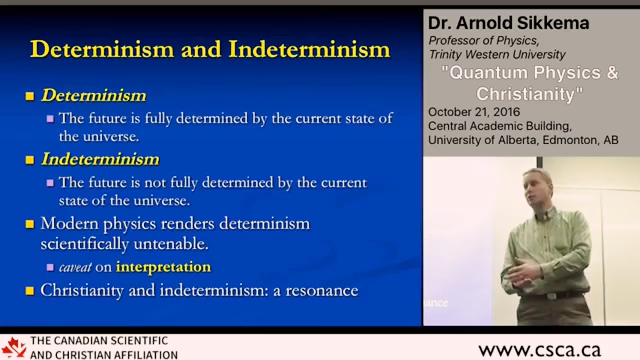 Determinism and Indeterminism
Determinism
The future is fully determined by the current state of
the universe.
Indeterminism
The future is not fully determined by the current
state of the universe.
Modern physics renders determinism
scientifically untenable.
caveat on interpretation
Christianity and indeterminism: a resonance
Dr. Arnold Sikkema
Professor of Physics,
Trinity Western University
"Quantum Physics &
Christianity"
October 21, 2016
Central Academic Building,
University of Alberta, Edmonton, AB
THE CANADIAN SCIENTIFIC
AND CHRISTIAN AFFILIATION
www.csca.ca